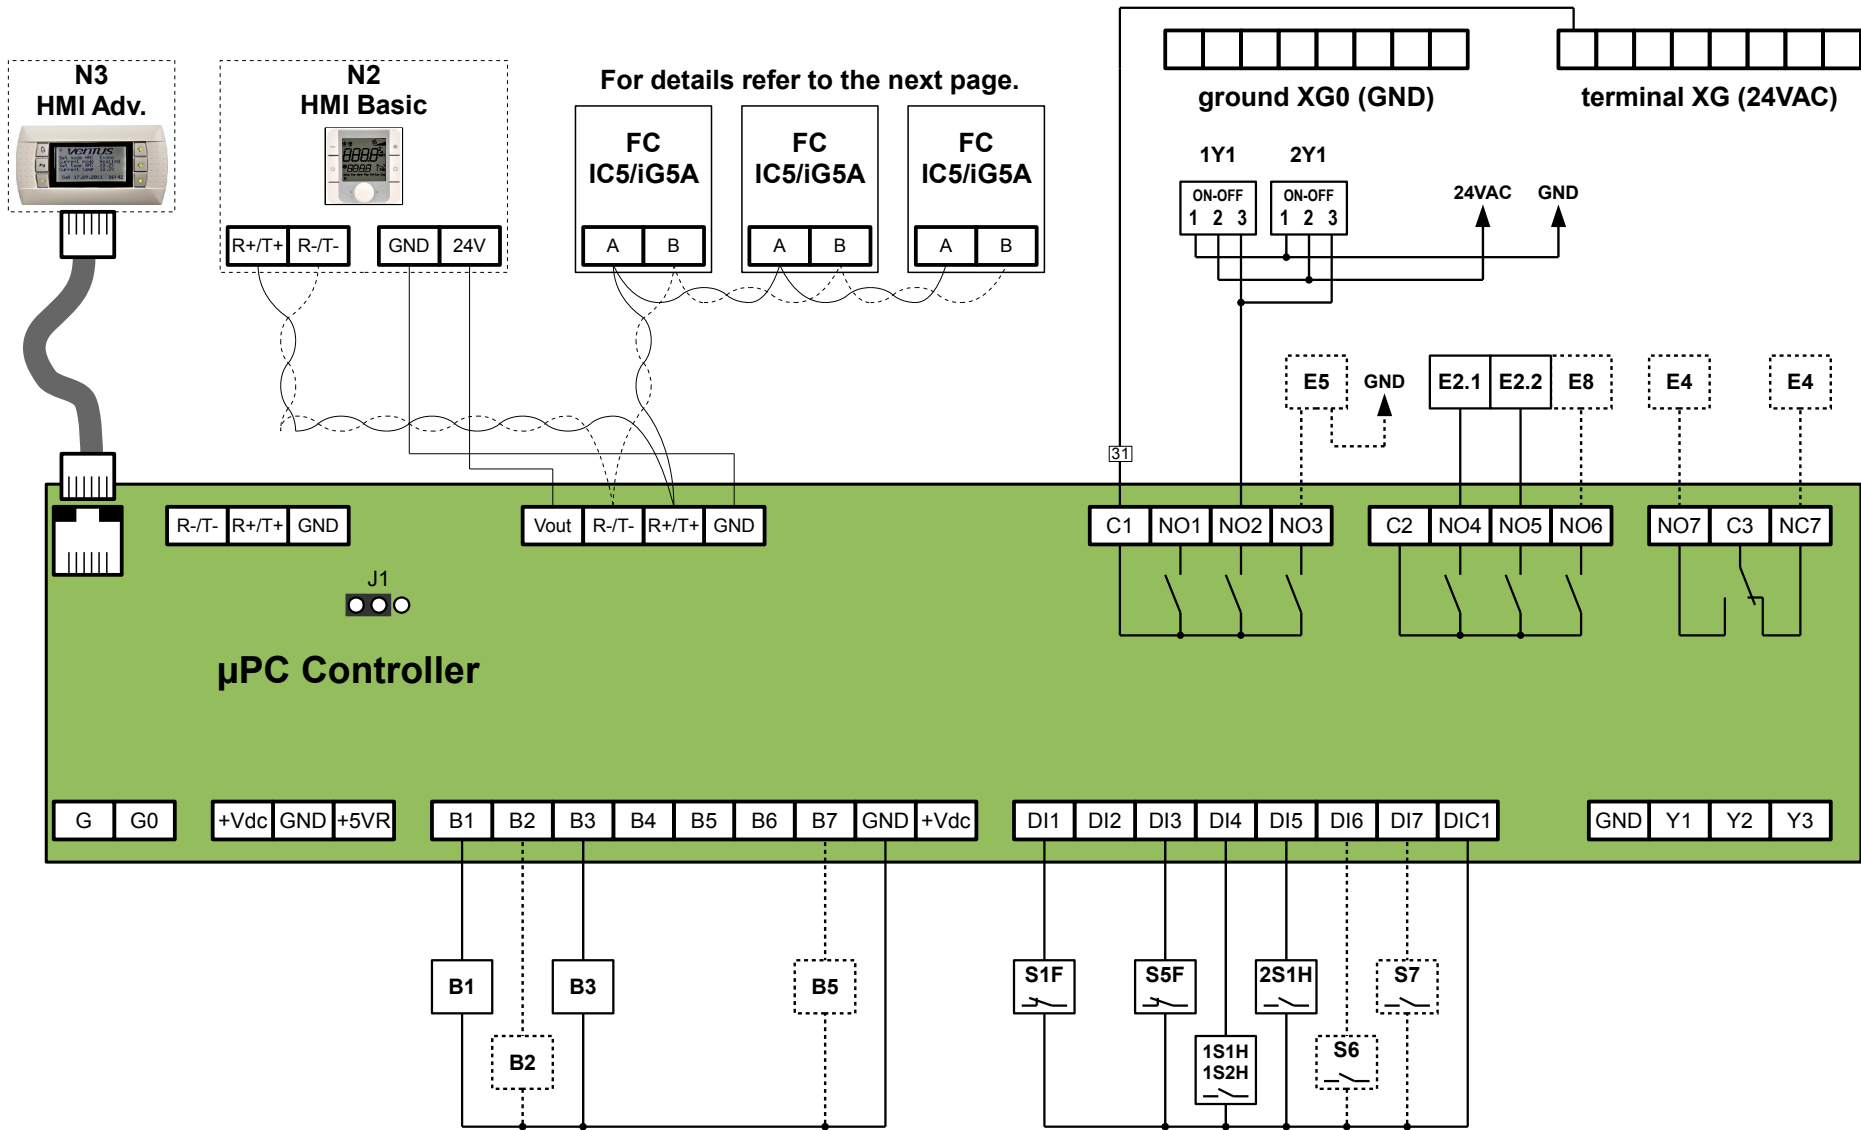 N3
HMI Adv.
VENTUS
N2
HMI Basic
R+/T+ R-/T- GND 24V
For details refer to the next page.
FC
IC5/iG5A
A B
FC
IC5/iG5A
A B
FC
IC5/iG5A
A B
ground XG0 (GND)
terminal XG (24VAC)
1Y1 2Y1
ON-OFF
1 2 3
ON-OFF
1 2 3
24VAC GND
E5 GND E2.1 E2.2 E8 E4 E4
31
R-/T- R+/T+ GND
Vout R-/T- R+/T+ GND
C1 NO1 NO2 NO3
C2 NO4 NO5 NO6
NO7 C3 NC7
J1
µPC Controller
G G0
+Vdc GND +5VR
B1 B2 B3 B4 B5 B6 B7 GND +Vdc
DI1 DI2 DI3 DI4 DI5 DI6 DI7 DIC1
GND Y1 Y2 Y3
B1 B3 B5
S1F S5F 2S1H S7
B2
1S1H
1S2H
S6